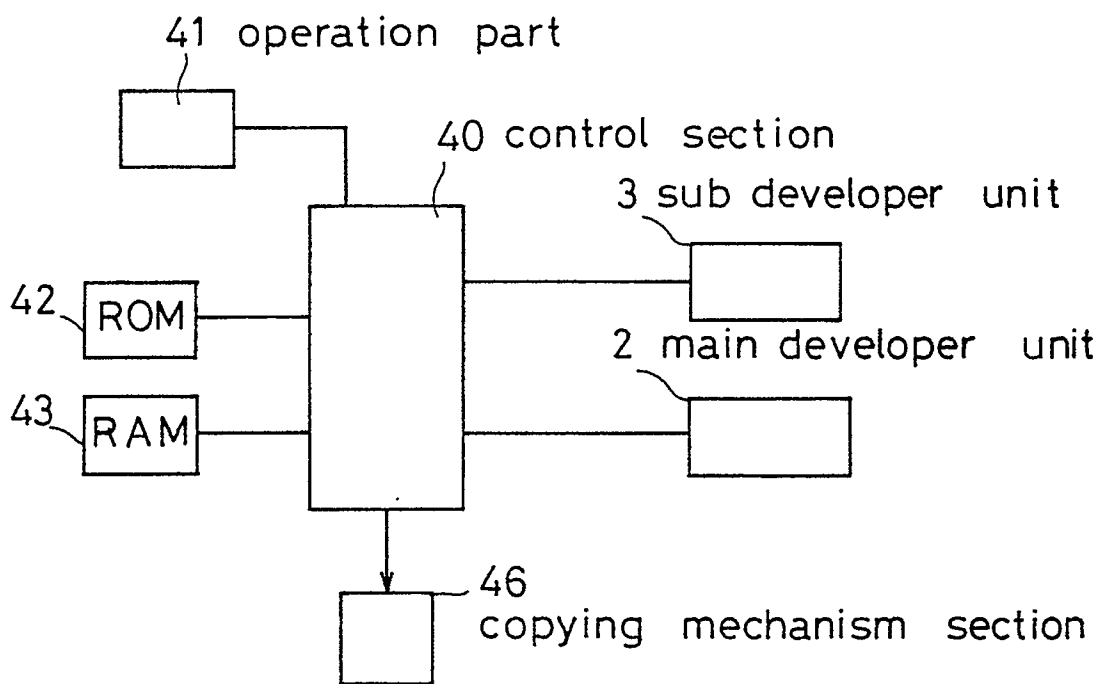 41 operation part
40 control section
3 sub developer unit
42
ROM
2 main developer unit
43
RAM
46
copying mechanism section